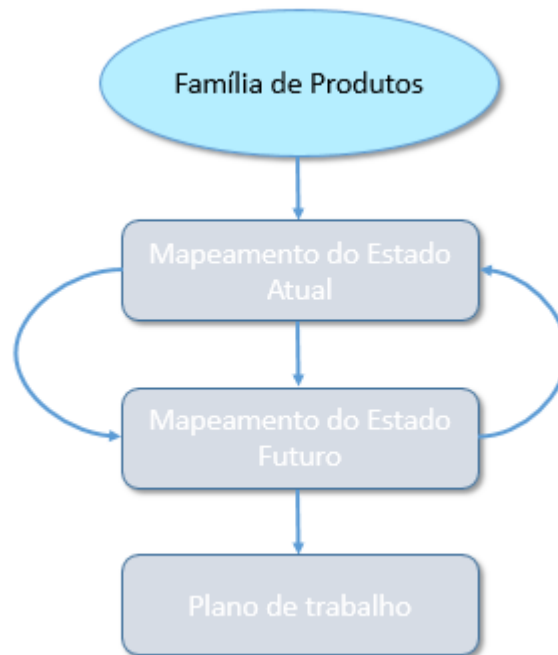 Família de Produtos
Mapeamento do Estado
Atual
Mapeamento do Estado
Futuro
Plano de trabalho